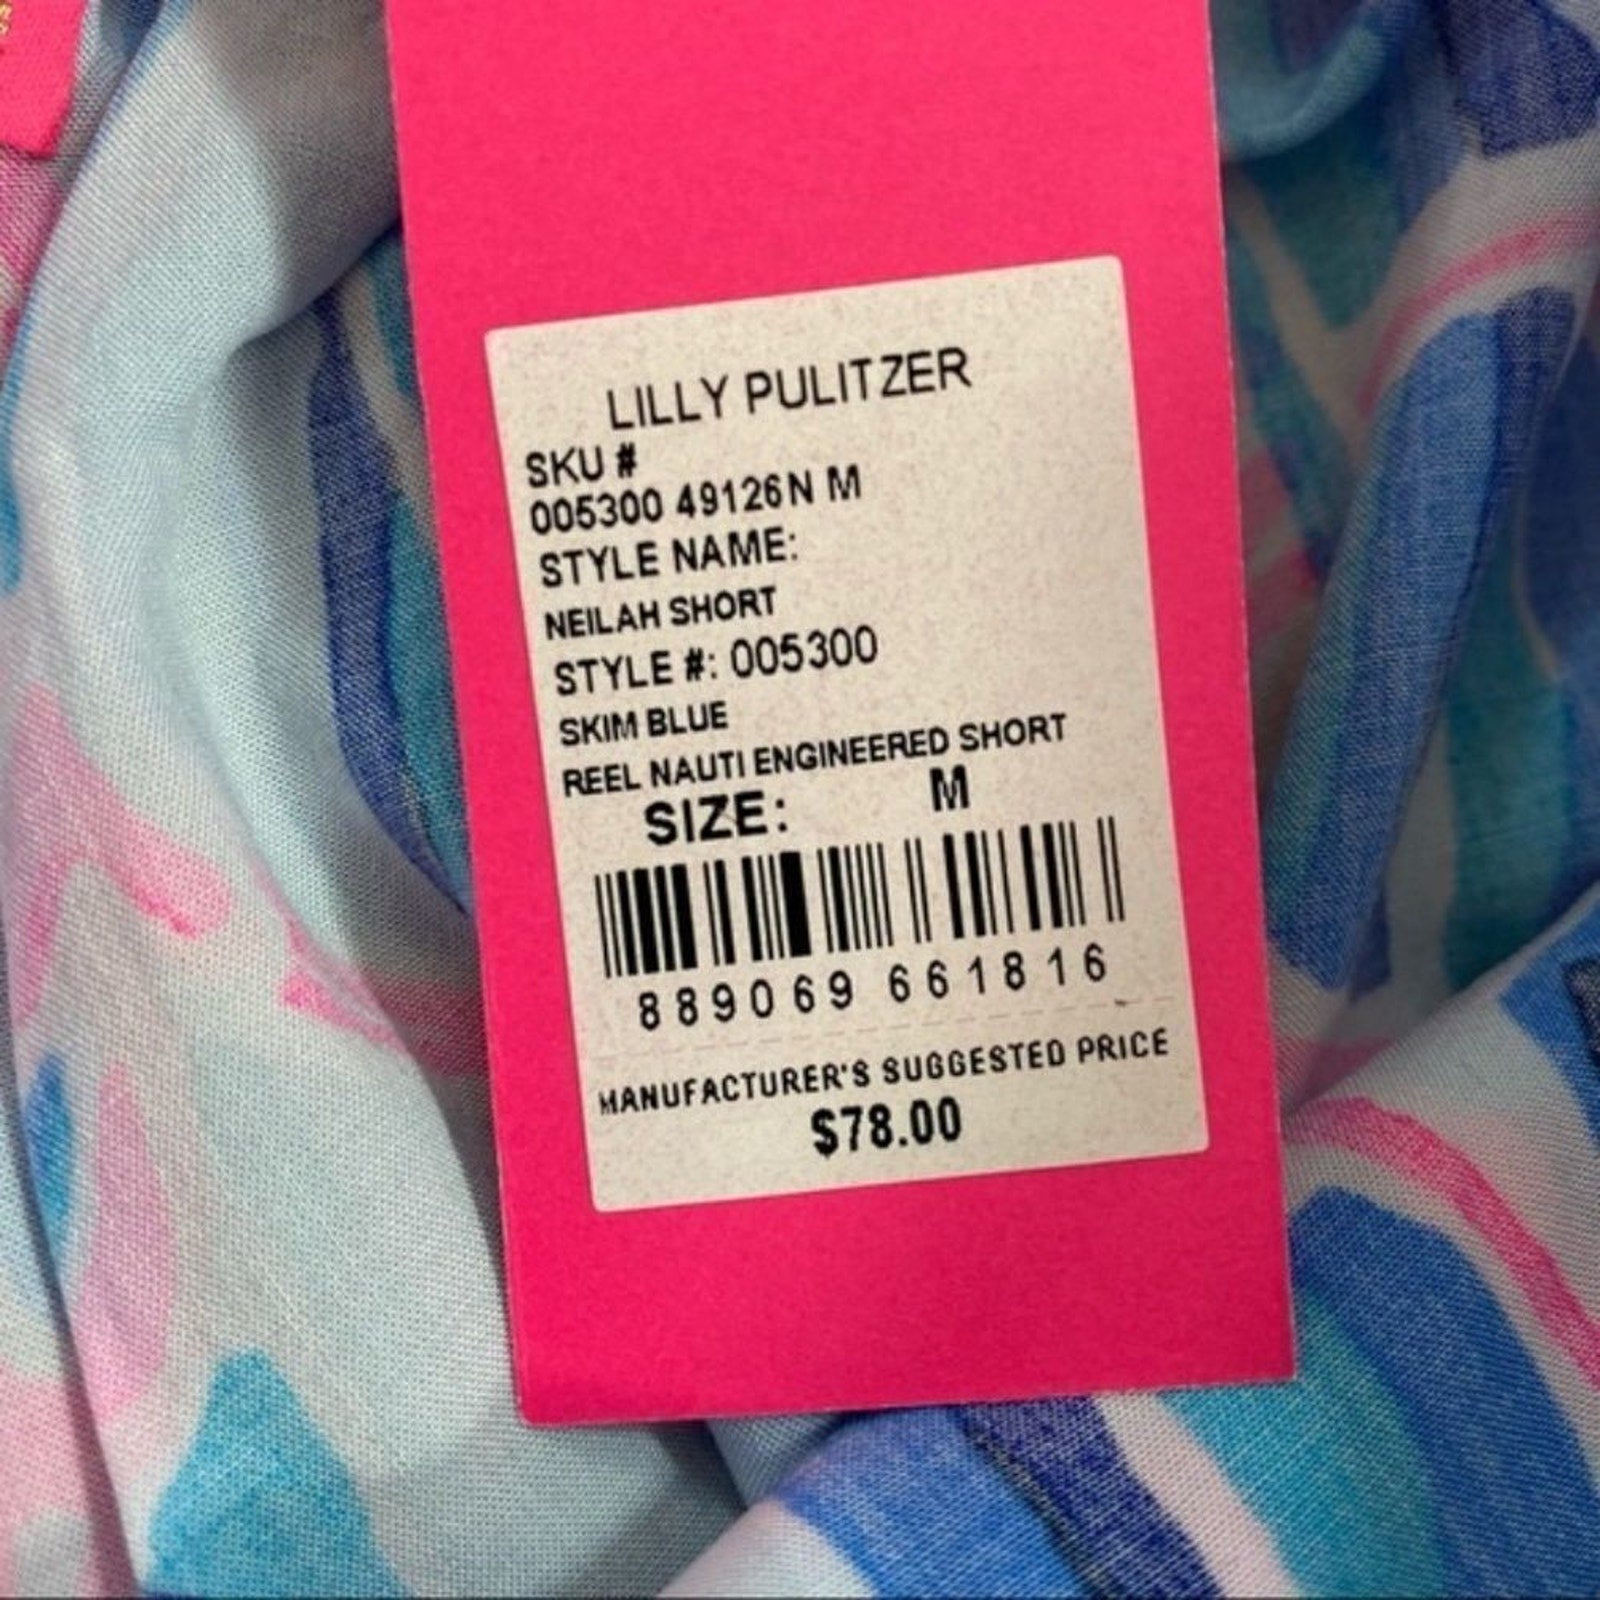 LILLY PULITZER
SKU #
005300 49126N M
STYLE NAME:
NEILAH SHORT
STYLE #: 005300
SKIM BLUE
REEL NAUTI ENGINEERED SHORT
SIZE: M
889069 661816
MANUFACTURER'S SUGGESTED PRICE
$78.00